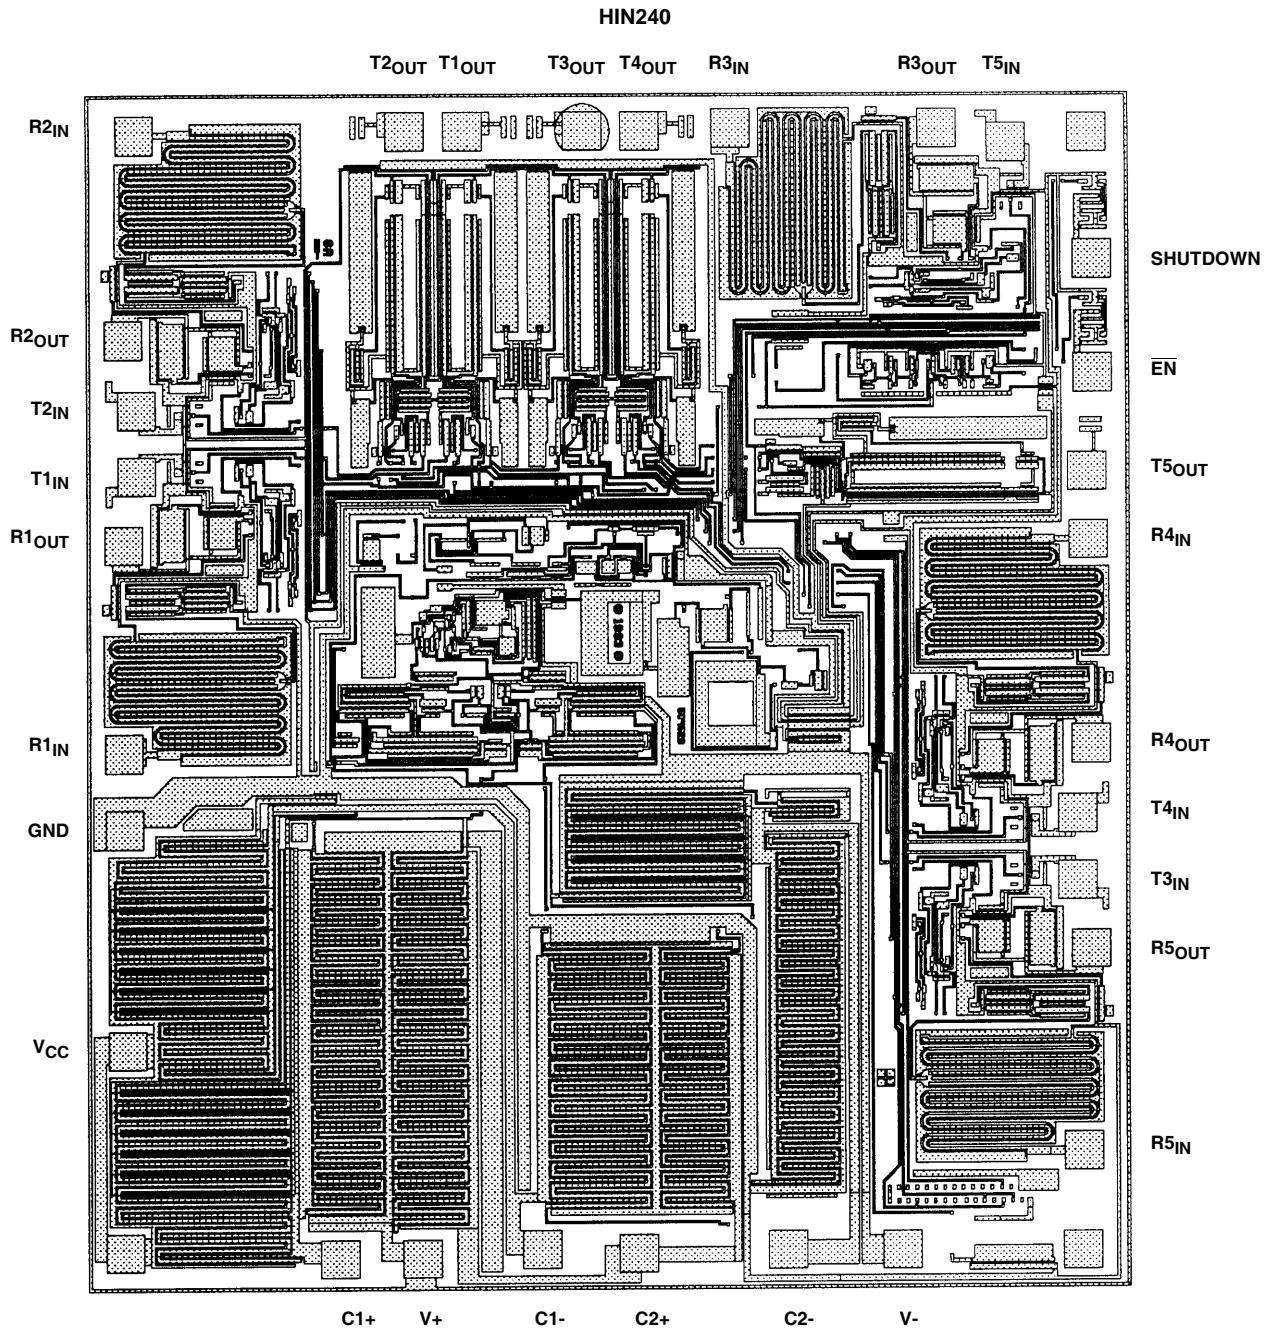 HIN240
T2OUT T1OUT T3OUT T4OUT R3IN R3OUT T5IN
R2IN
SHUTDOWN
R2OUT
EN
T2IN
T5OUT
T1IN
R1OUT
R4IN
R1IN
R4OUT
T4IN
GND
T3IN
R5OUT
VCC
R5IN
C1+ V+ C1- C2+ C2- V-